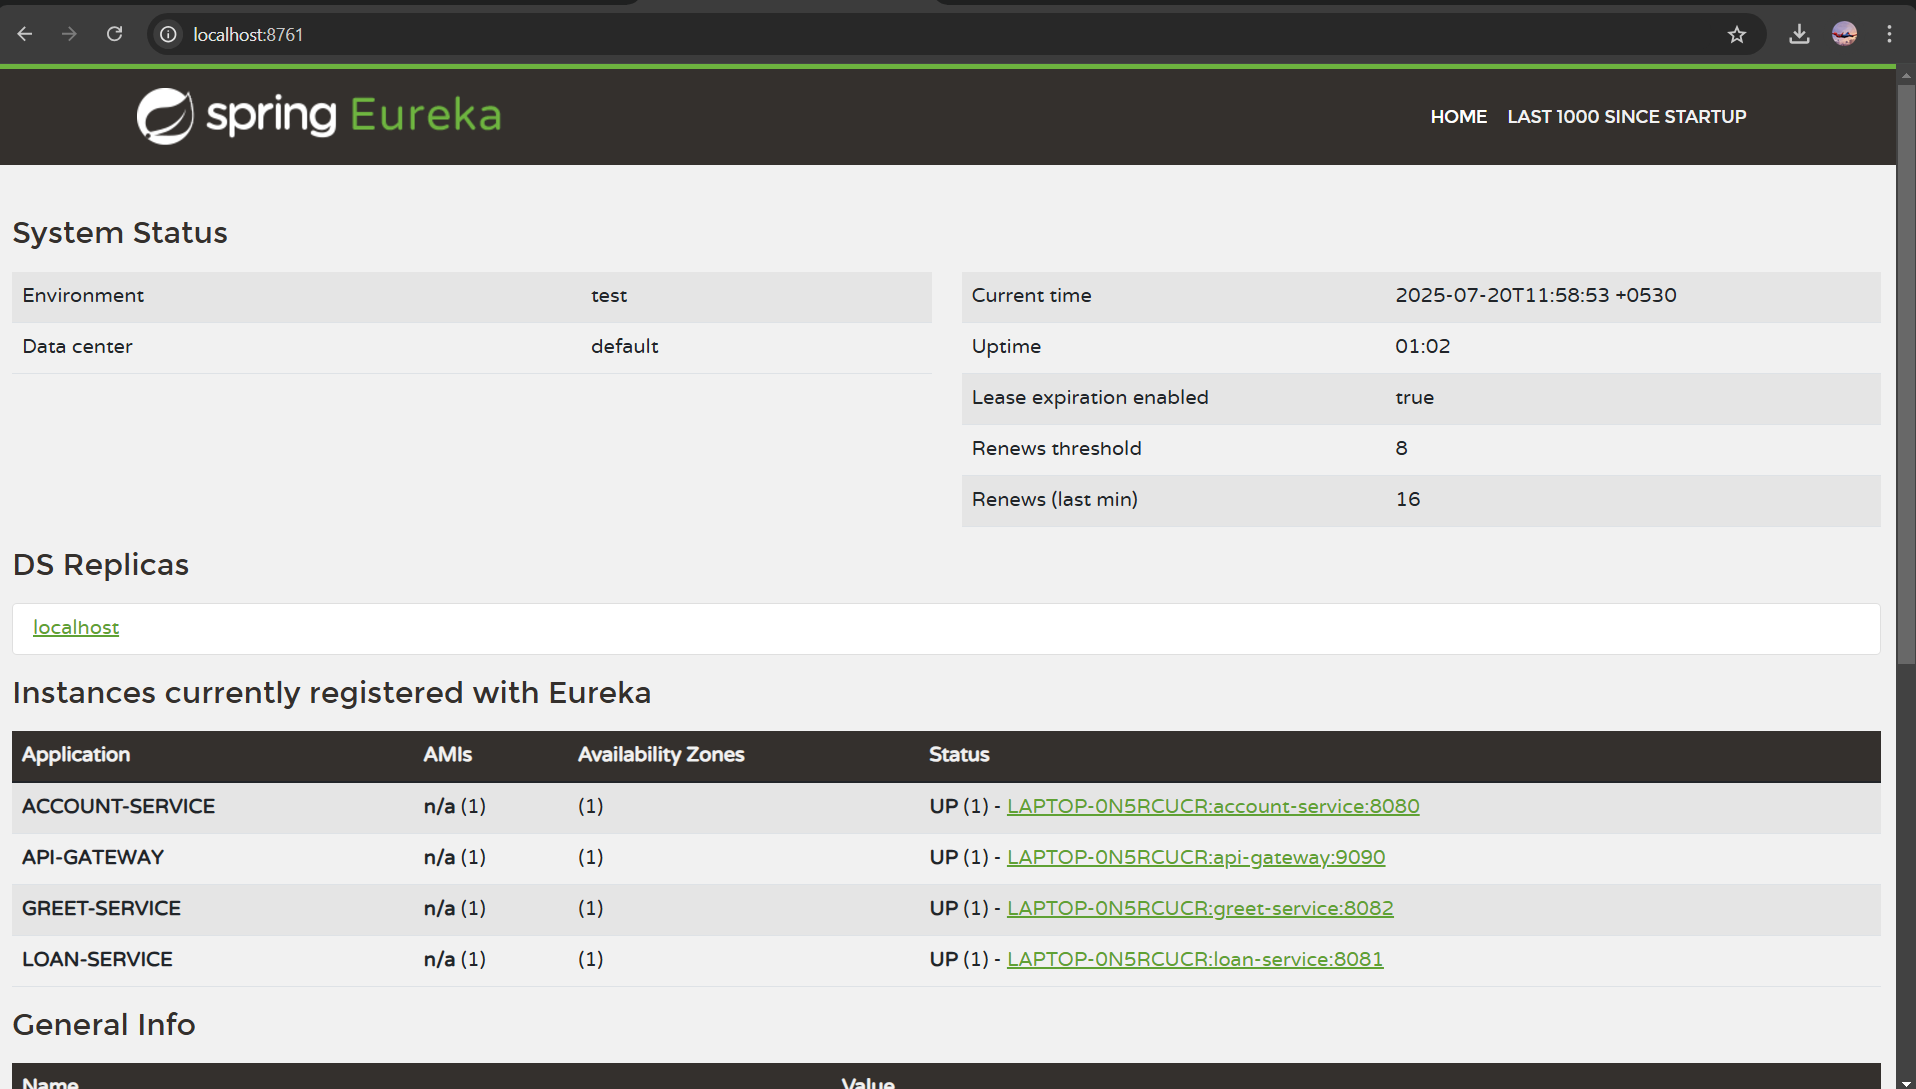 localhost:8761
spring Eureka
HOME LAST 1000 SINCE STARTUP
System Status
Environment test
Data center default
Current time 2025-07-20T11:58:53 +0530
Uptime 01:02
Lease expiration enabled true
Renews threshold 8
Renews (last min) 16
DS Replicas
localhost
Instances currently registered with Eureka
Application AMIs Availability Zones Status
ACCOUNT-SERVICE n/a (1) (1) UP (1) - LAPTOP-0N5RCUCR:account-service:8080
API-GATEWAY n/a (1) (1) UP (1) - LAPTOP-0N5RCUCR:api-gateway:9090
GREET-SERVICE n/a (1) (1) UP (1) - LAPTOP-0N5RCUCR:greet-service:8082
LOAN-SERVICE n/a (1) (1) UP (1) - LAPTOP-0N5RCUCR:loan-service:8081
General Info
Name Value